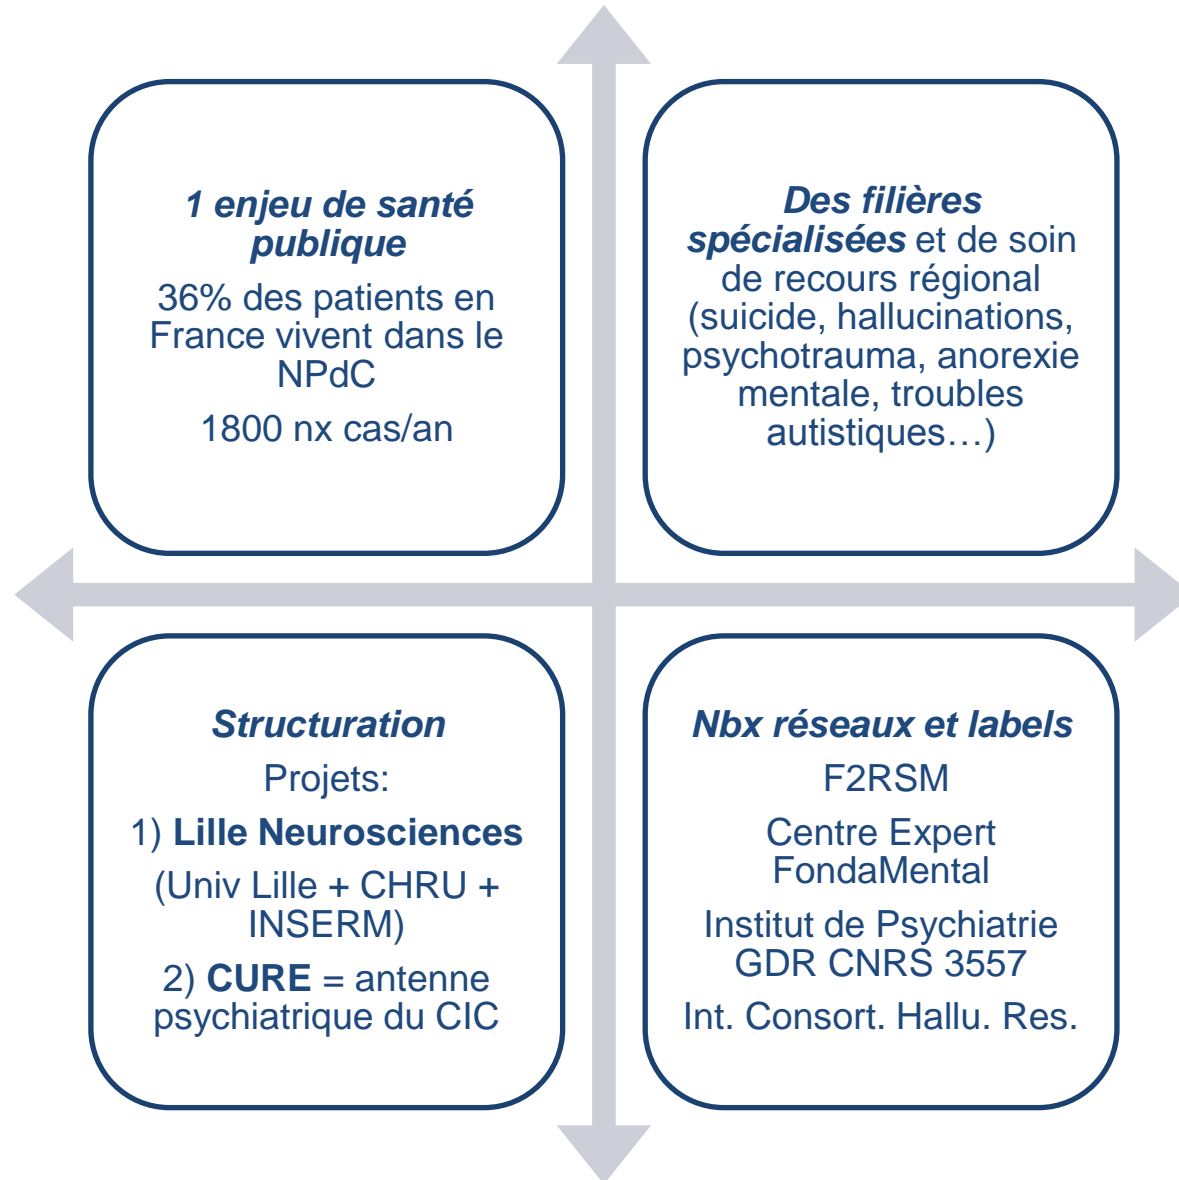 1 enjeu de santé
publique
36% des patients en
France vivent dans le
NPdC
1800 nx cas/an
Des filières
spécialisées et de soin
de recours régional
(suicide, hallucinations,
psychotrauma, anorexie
mentale, troubles
autistiques…)
Structuration
Projets:
1) Lille Neurosciences
(Univ Lille + CHRU +
INSERM)
2) CURE = antenne
psychiatrique du CIC
Nbx réseaux et labels
F2RSM
Centre Expert
FondaMental
Institut de Psychiatrie
GDR CNRS 3557
Int. Consort. Hallu. Res.